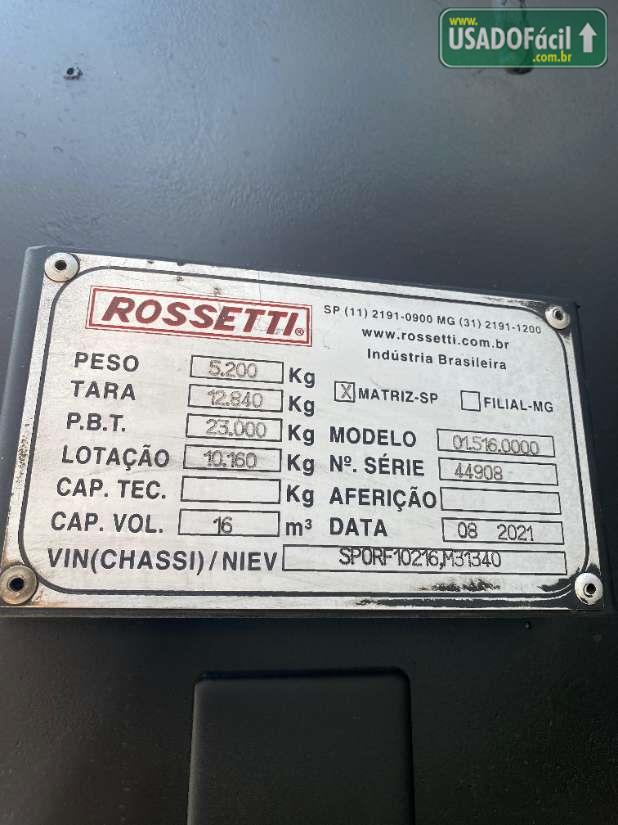 www.
USADOFácil
.com.br
ROSSETTI®
SP (11) 2191-0900 MG (31) 2191-1200
www.rossetti.com.br
Indústria Brasileira
PESO 5.200 Kg
TARA 12.840 Kg
X MATRIZ-SP FILIAL-MG
P.B.T. 23.000 Kg
MODELO 01.516.0000
LOTAÇÃO 10.160 Kg
Nº. SÉRIE 44908
CAP. TEC. Kg
AFERIÇÃO
CAP. VOL. 16 m³
DATA 08 2021
VIN(CHASSI)/NIEV SPORF10216,M31340